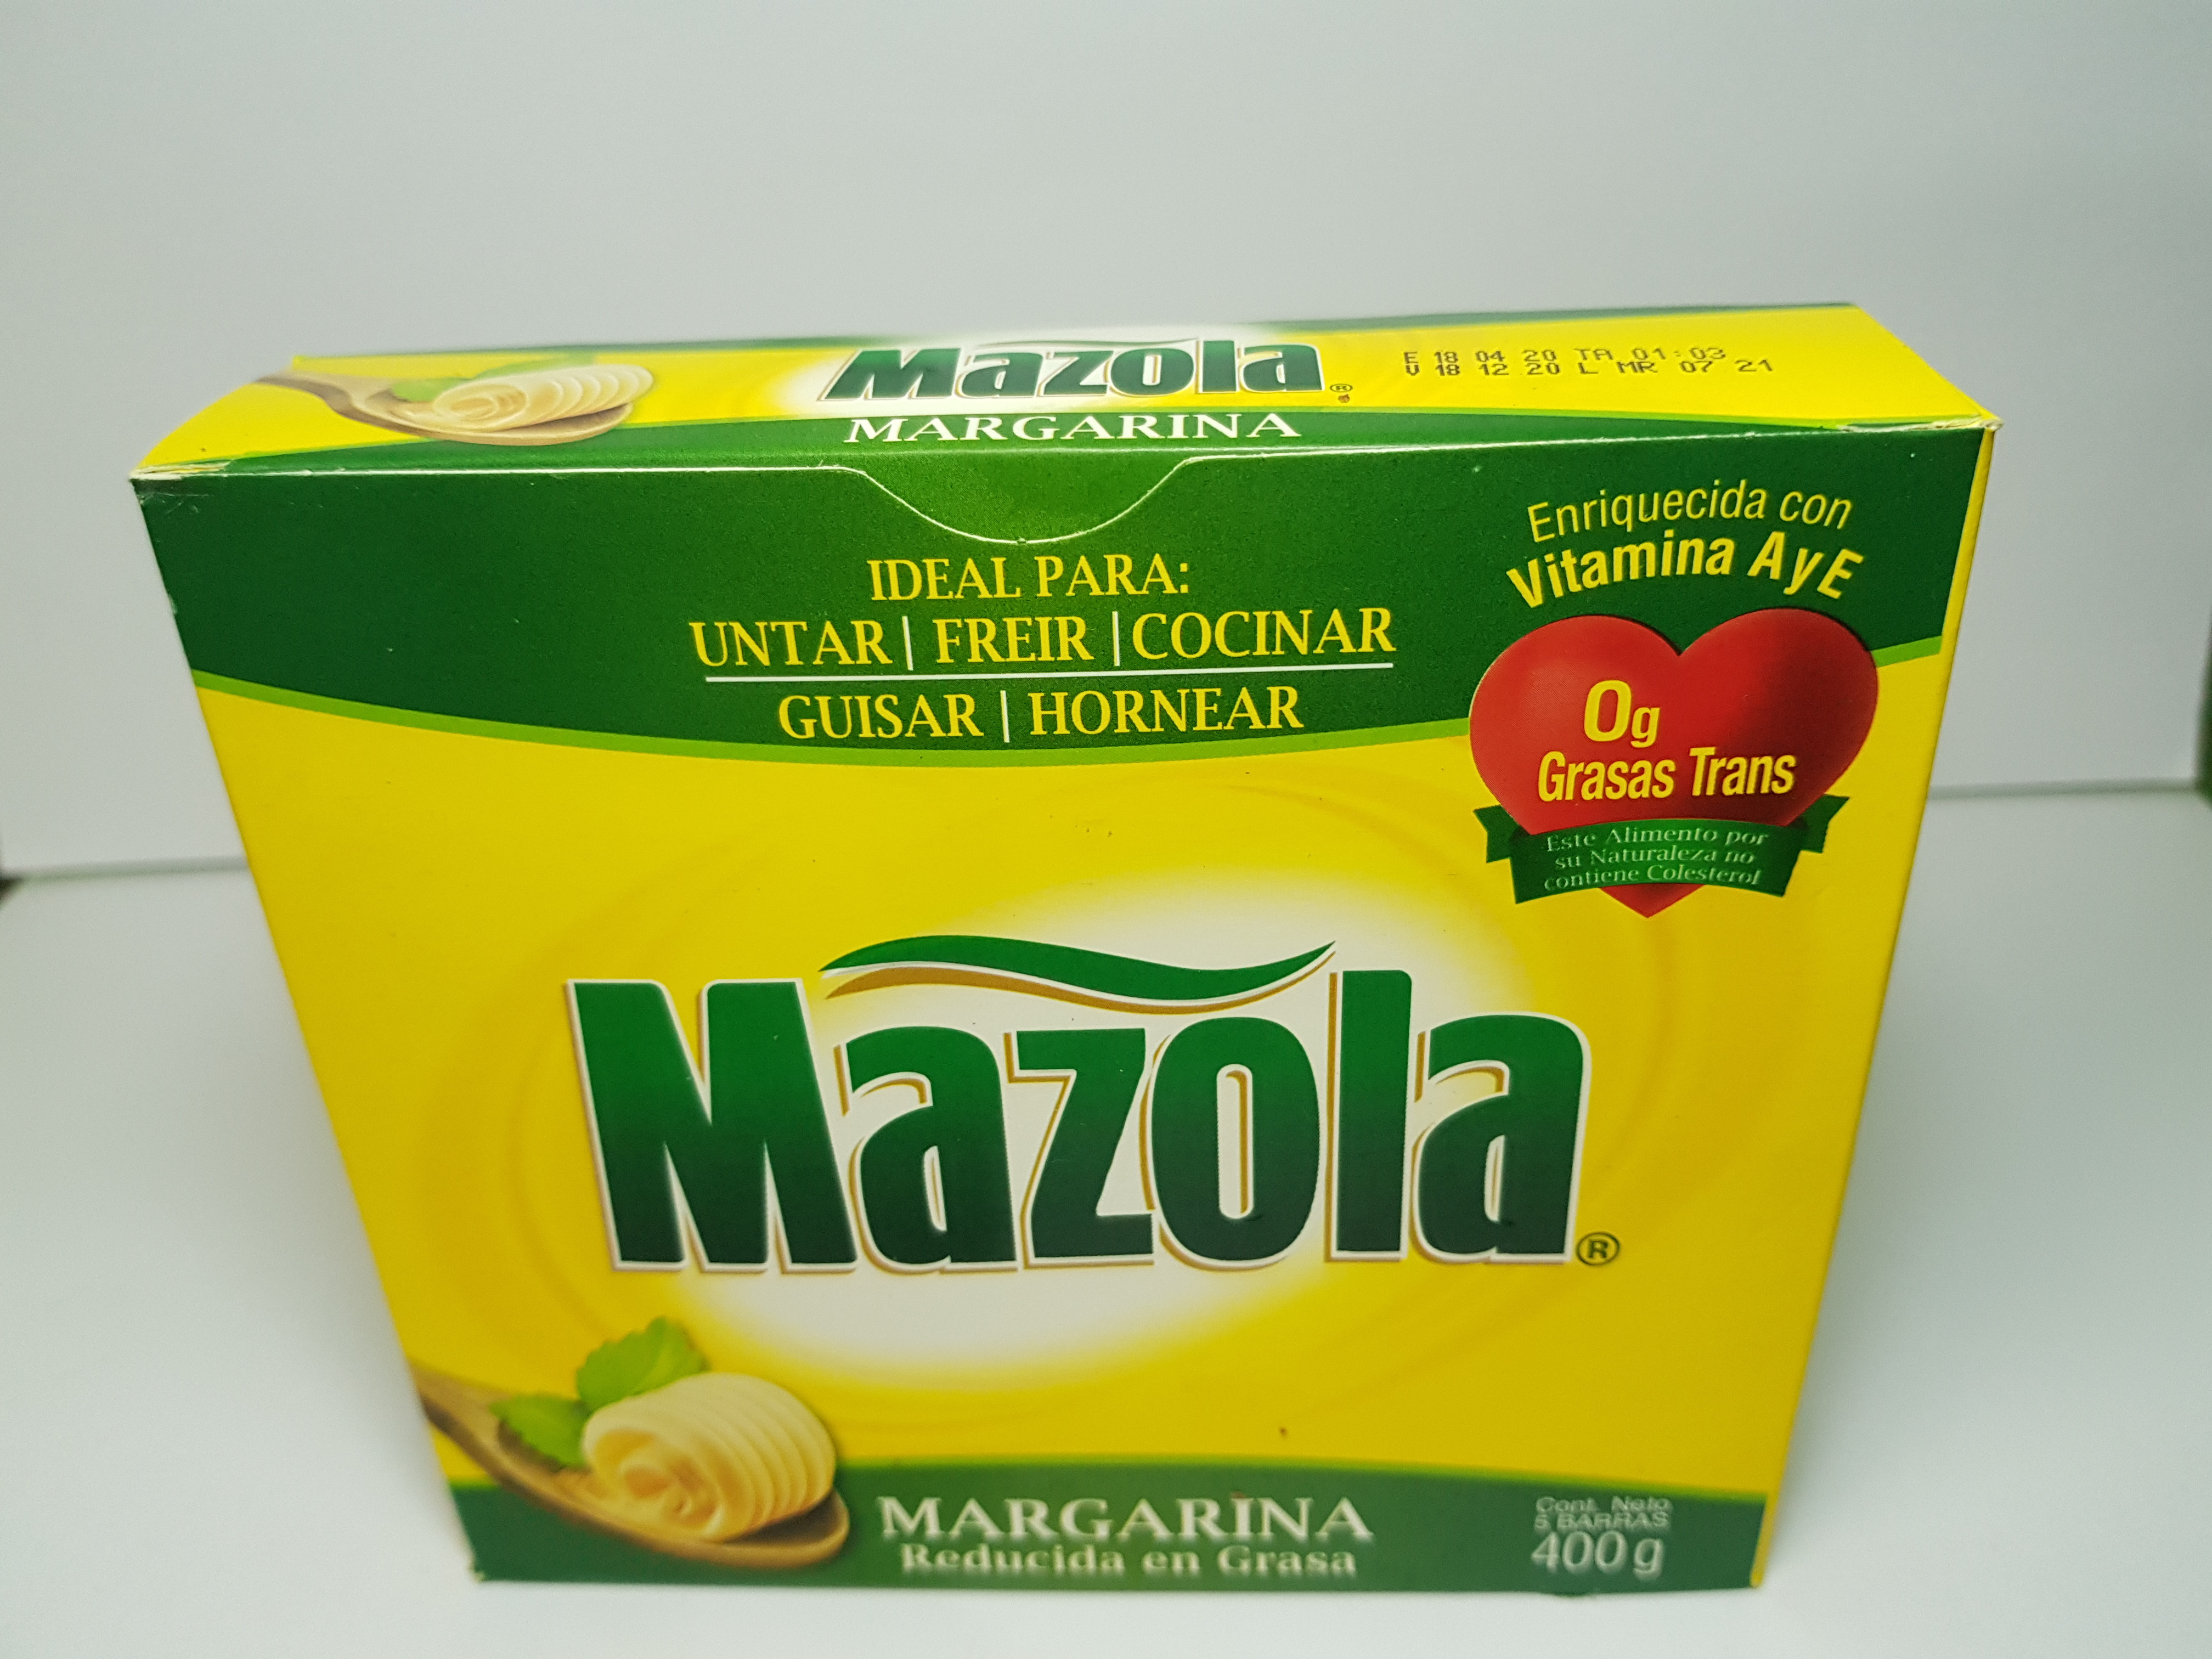 Mazola®
MARGARINA
E 18 04 20 TA 01:03
V 18 12 20 L MR 07 21
IDEAL PARA:
UNTAR | FREIR | COCINAR
GUISAR | HORNEAR
Enriquecida con
Vitamina A y E
0g
Grasas Trans
Este Alimento por
su Naturaleza no
contiene Colesterol
Mazola®
MARGARINA
Reducida en Grasa
Cont. Neto
5 BARRAS
400g